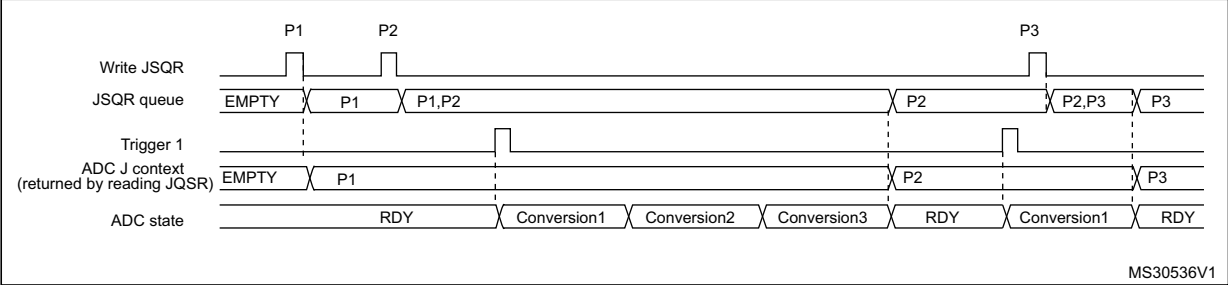 P1 P2 P3
Write JSQR
JSQR queue EMPTY P1 P1,P2 P2 P2,P3 P3
Trigger 1
ADC J context
(returned by reading JQSR) EMPTY P1 P2 P3
ADC state RDY Conversion1 Conversion2 Conversion3 RDY Conversion1 RDY
MS30536V1